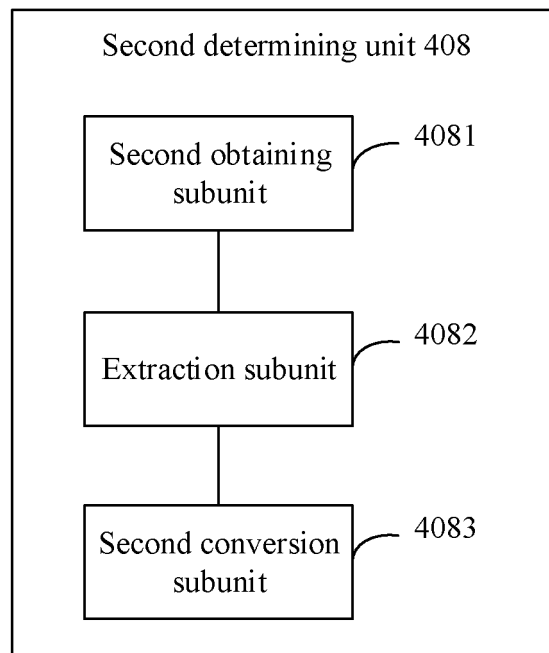 Second determining unit 408
Second obtaining
subunit
4081
Extraction subunit
4082
Second conversion
subunit
4083